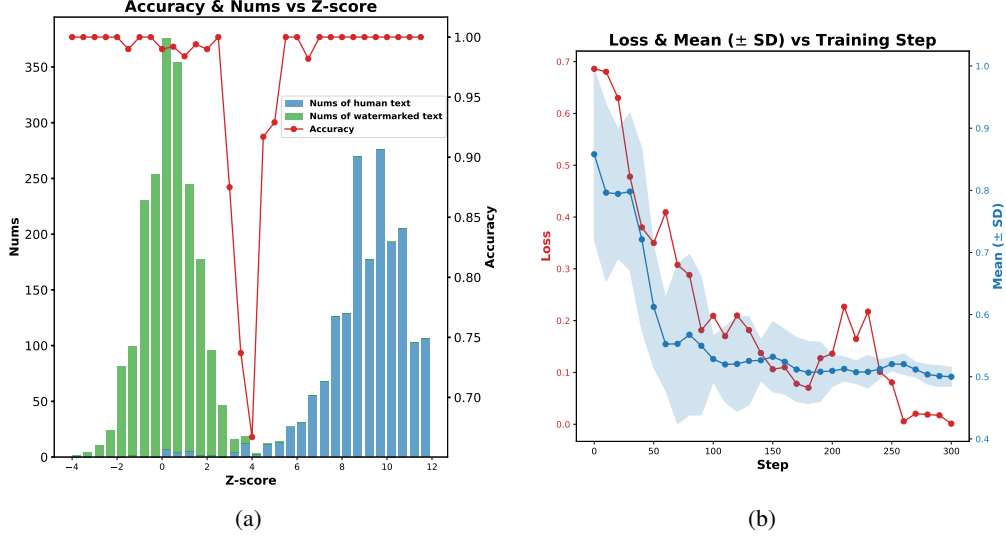 Accuracy & Nums vs Z-score
350
300
250
200
150
100
50
0
Nums
Nums of human text
Nums of watermarked text
Accuracy
1.00
0.95
0.90
0.85
0.80
0.75
0.70
Accuracy
−4 −2 0 2 4 6 8 10 12
Z-score
(a)
Loss & Mean (± SD) vs Training Step
0.7
0.6
0.5
0.4
0.3
0.2
0.1
0.0
Loss
1.0
0.9
0.8
0.7
0.6
0.5
0.4
Mean (± SD)
0 50 100 150 200 250 300
Step
(b)